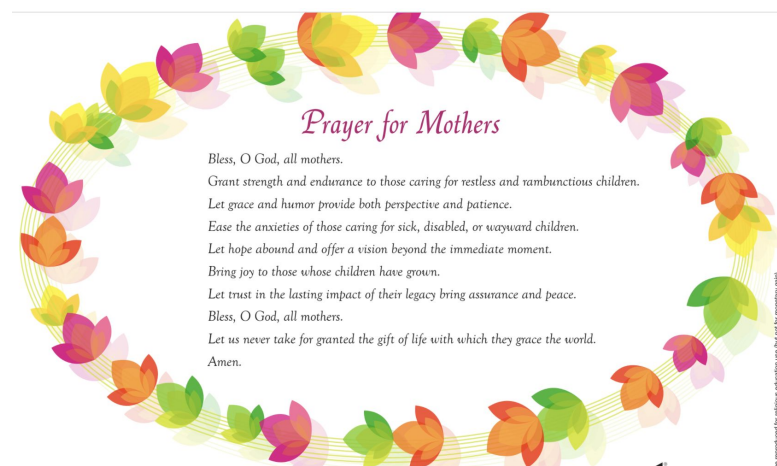 Prayer for Mothers
Bless, O God, all mothers.
Grant strength and endurance to those caring for restless and rambunctious children.
Let grace and humor provide both perspective and patience.
Ease the anxieties of those caring for sick, disabled, or wayward children.
Let hope abound and offer a vision beyond the immediate moment.
Bring joy to those whose children have grown.
Let trust in the lasting impact of their legacy bring assurance and peace.
Bless, O God, all mothers.
Let us never take for granted the gift of life with which they grace the world.
Amen.